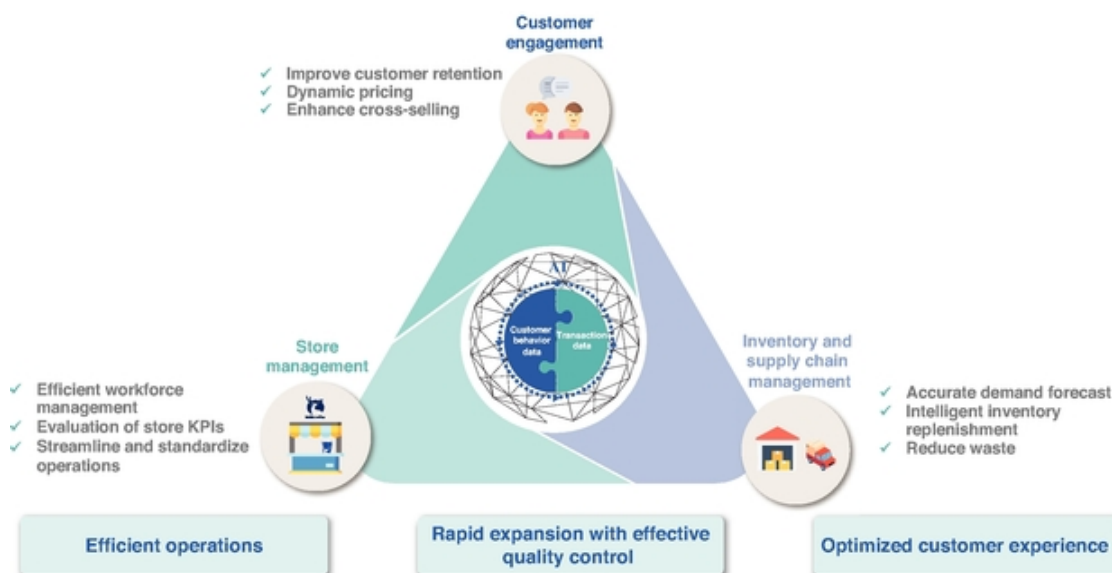 Customer
engagement
Improve customer retention
Dynamic pricing
Enhance cross-selling
AI
Customer
behavior
data
Transaction
data
Store
management
Efficient workforce
management
Evaluation of store KPIs
Streamline and standardize
operations
Inventory and
supply chain
management
Accurate demand forecast
Intelligent inventory
replenishment
Reduce waste
Efficient operations
Rapid expansion with effective
quality control
Optimized customer experience